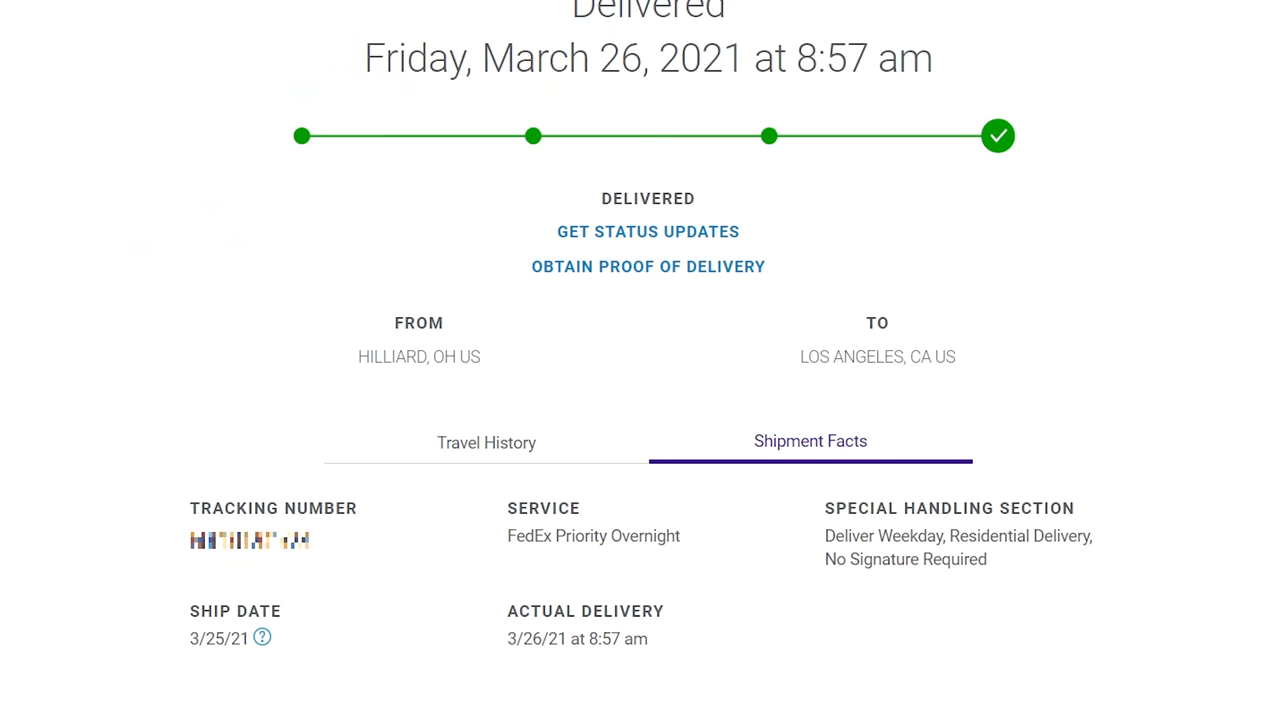 Delivered
Friday, March 26, 2021 at 8:57 am
DELIVERED
GET STATUS UPDATES
OBTAIN PROOF OF DELIVERY
FROM
TO
HILLIARD, OH US
LOS ANGELES, CA US
Travel History
Shipment Facts
TRACKING NUMBER
SERVICE
FedEx Priority Overnight
SPECIAL HANDLING SECTION
Deliver Weekday, Residential Delivery,
No Signature Required
SHIP DATE
3/25/21 ?
ACTUAL DELIVERY
3/26/21 at 8:57 am